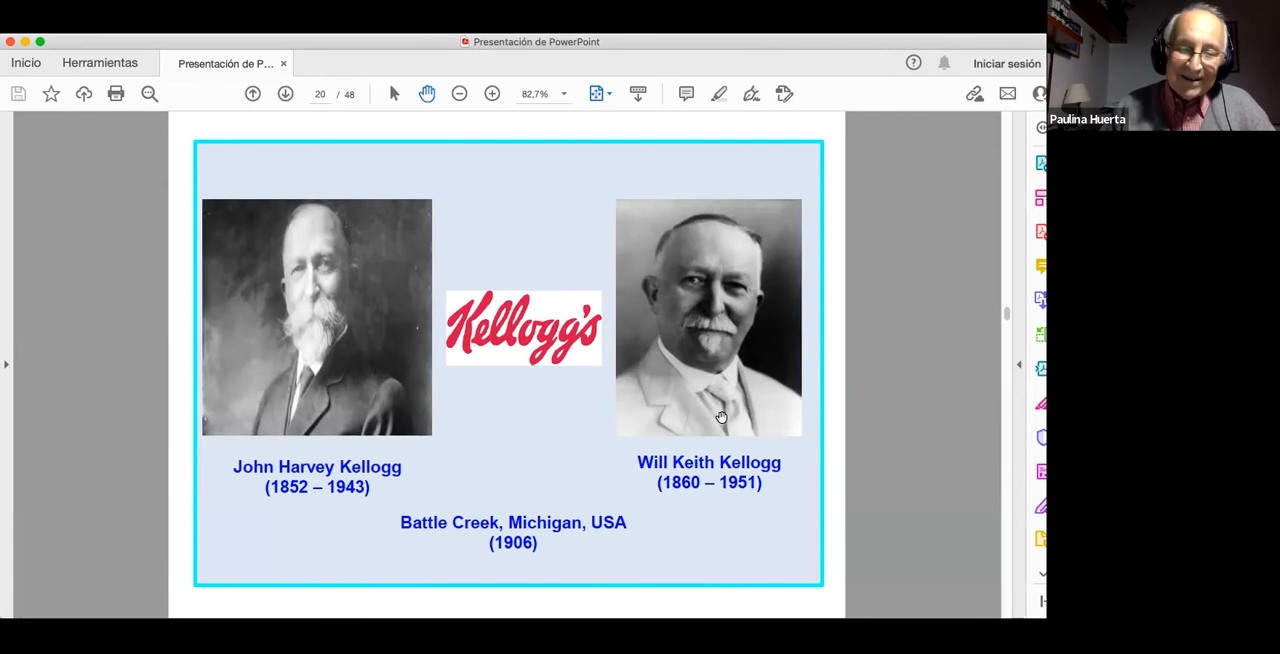 Presentación de PowerPoint
Inicio
Herramientas
Presentación de P... ×
Iniciar sesión
20 / 48
82,7%
Paulina Huerta
Kellogg's
John Harvey Kellogg
(1852 – 1943)
Will Keith Kellogg
(1860 – 1951)
Battle Creek, Michigan, USA
(1906)